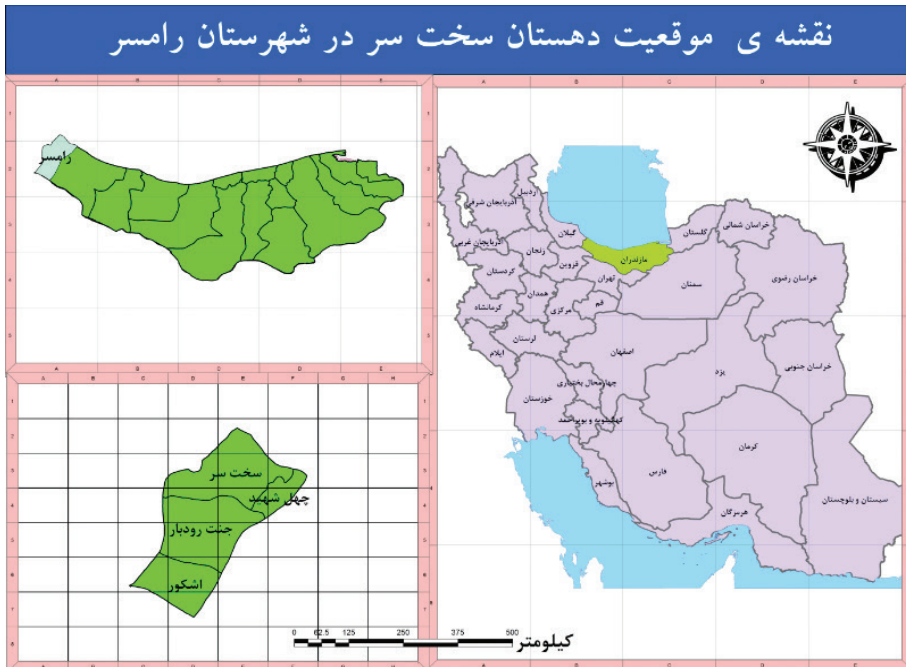 نقشه ی موقعیت دهستان سخت سر در شهرستان رامسر
رامسر
سخت سر
چهل شهید
جنت رودبار
اشکور
0 62.5 125 250 375 500
کیلومتر
اردبیل
آذربایجان شرقی
گیلان
آذربایجان غربی
زنجان
مازندران
گلستان
خراسان شمالی
کردستان
قزوین
تهران
سمنان
خراسان رضوی
همدان
کرمانشاه
مرکزی
قم
لرستان
ایلام
اصفهان
یزد
خراسان جنوبی
چهارمحال بختیاری
خوزستان
کهگیلویه و بویراحمد
کرمان
فارس
بوشهر
سیستان و بلوچستان
هرمزگان